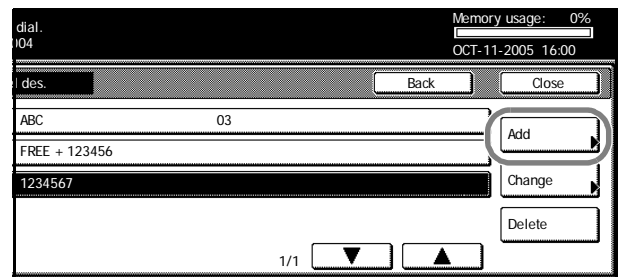 dial. Memory usage: 0%
004 OCT-11-2005 16:00
l des. Back Close
ABC 03 Add
FREE + 123456
1234567 Change
Delete
1/1